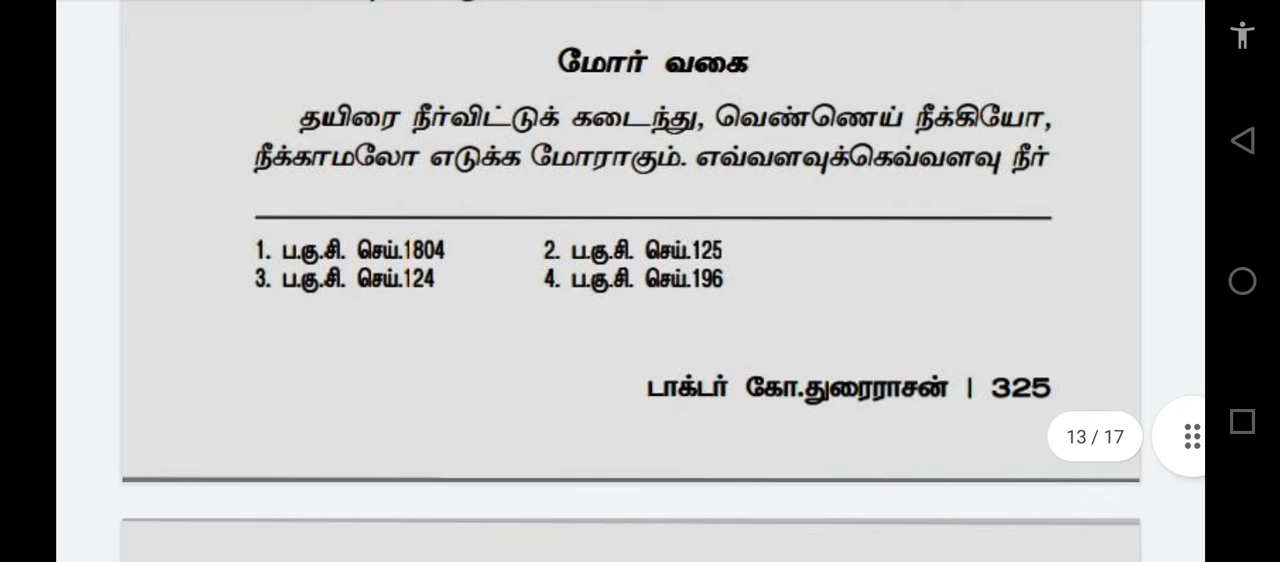 மோர் வகை
தயிரை நீர்விட்டுக் கடைந்து, வெண்ணெய் நீக்கியோ,
நீக்காமலோ எடுக்க மோராகும். எவ்வளவுக்கெவ்வளவு நீர்
1. ப.கு.சி. செய்.1804 2. ப.கு.சி. செய்.125
3. ப.கு.சி. செய்.124 4. ப.கு.சி. செய்.196
டாக்டர் கோ.துரைராசன் | 325
13 / 17